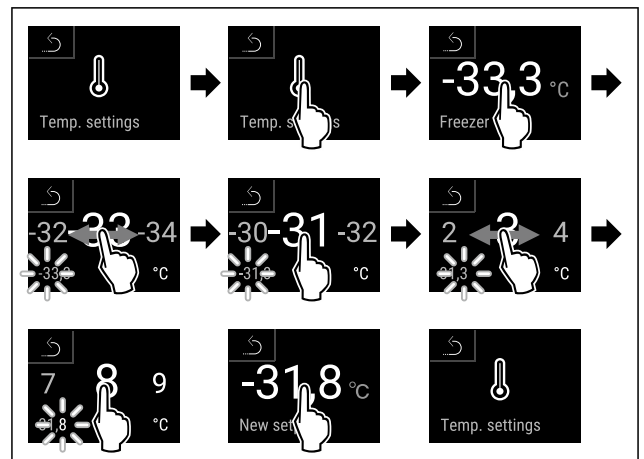 Temp. settings
Temp.
-33,3 °C
Freezer
-32 -33 -34
°C
-30 -31 -32
°C
2 3 4
°C
7 8 9
°C
-31,8 °C
New
Temp. settings